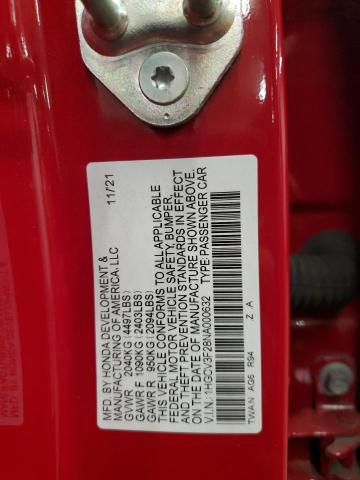 MFD. BY HONDA DEVELOPMENT & 11/21
MANUFACTURING OF AMERICA, LLC
GVWR 2040KG (4497LBS)
GAWR F 1090KG (2403LBS)
GAWR R 950KG (2094LBS)
THIS VEHICLE CONFORMS TO ALL APPLICABLE
FEDERAL MOTOR VEHICLE SAFETY, BUMPER,
AND THEFT PREVENTION STANDARDS IN EFFECT
ON THE DATE OF MANUFACTURE SHOWN ABOVE.
V.I.N.: 1HGCV3F28NA000632 TYPE: PASSENGER CAR
TWAN AG6 R94 Z A